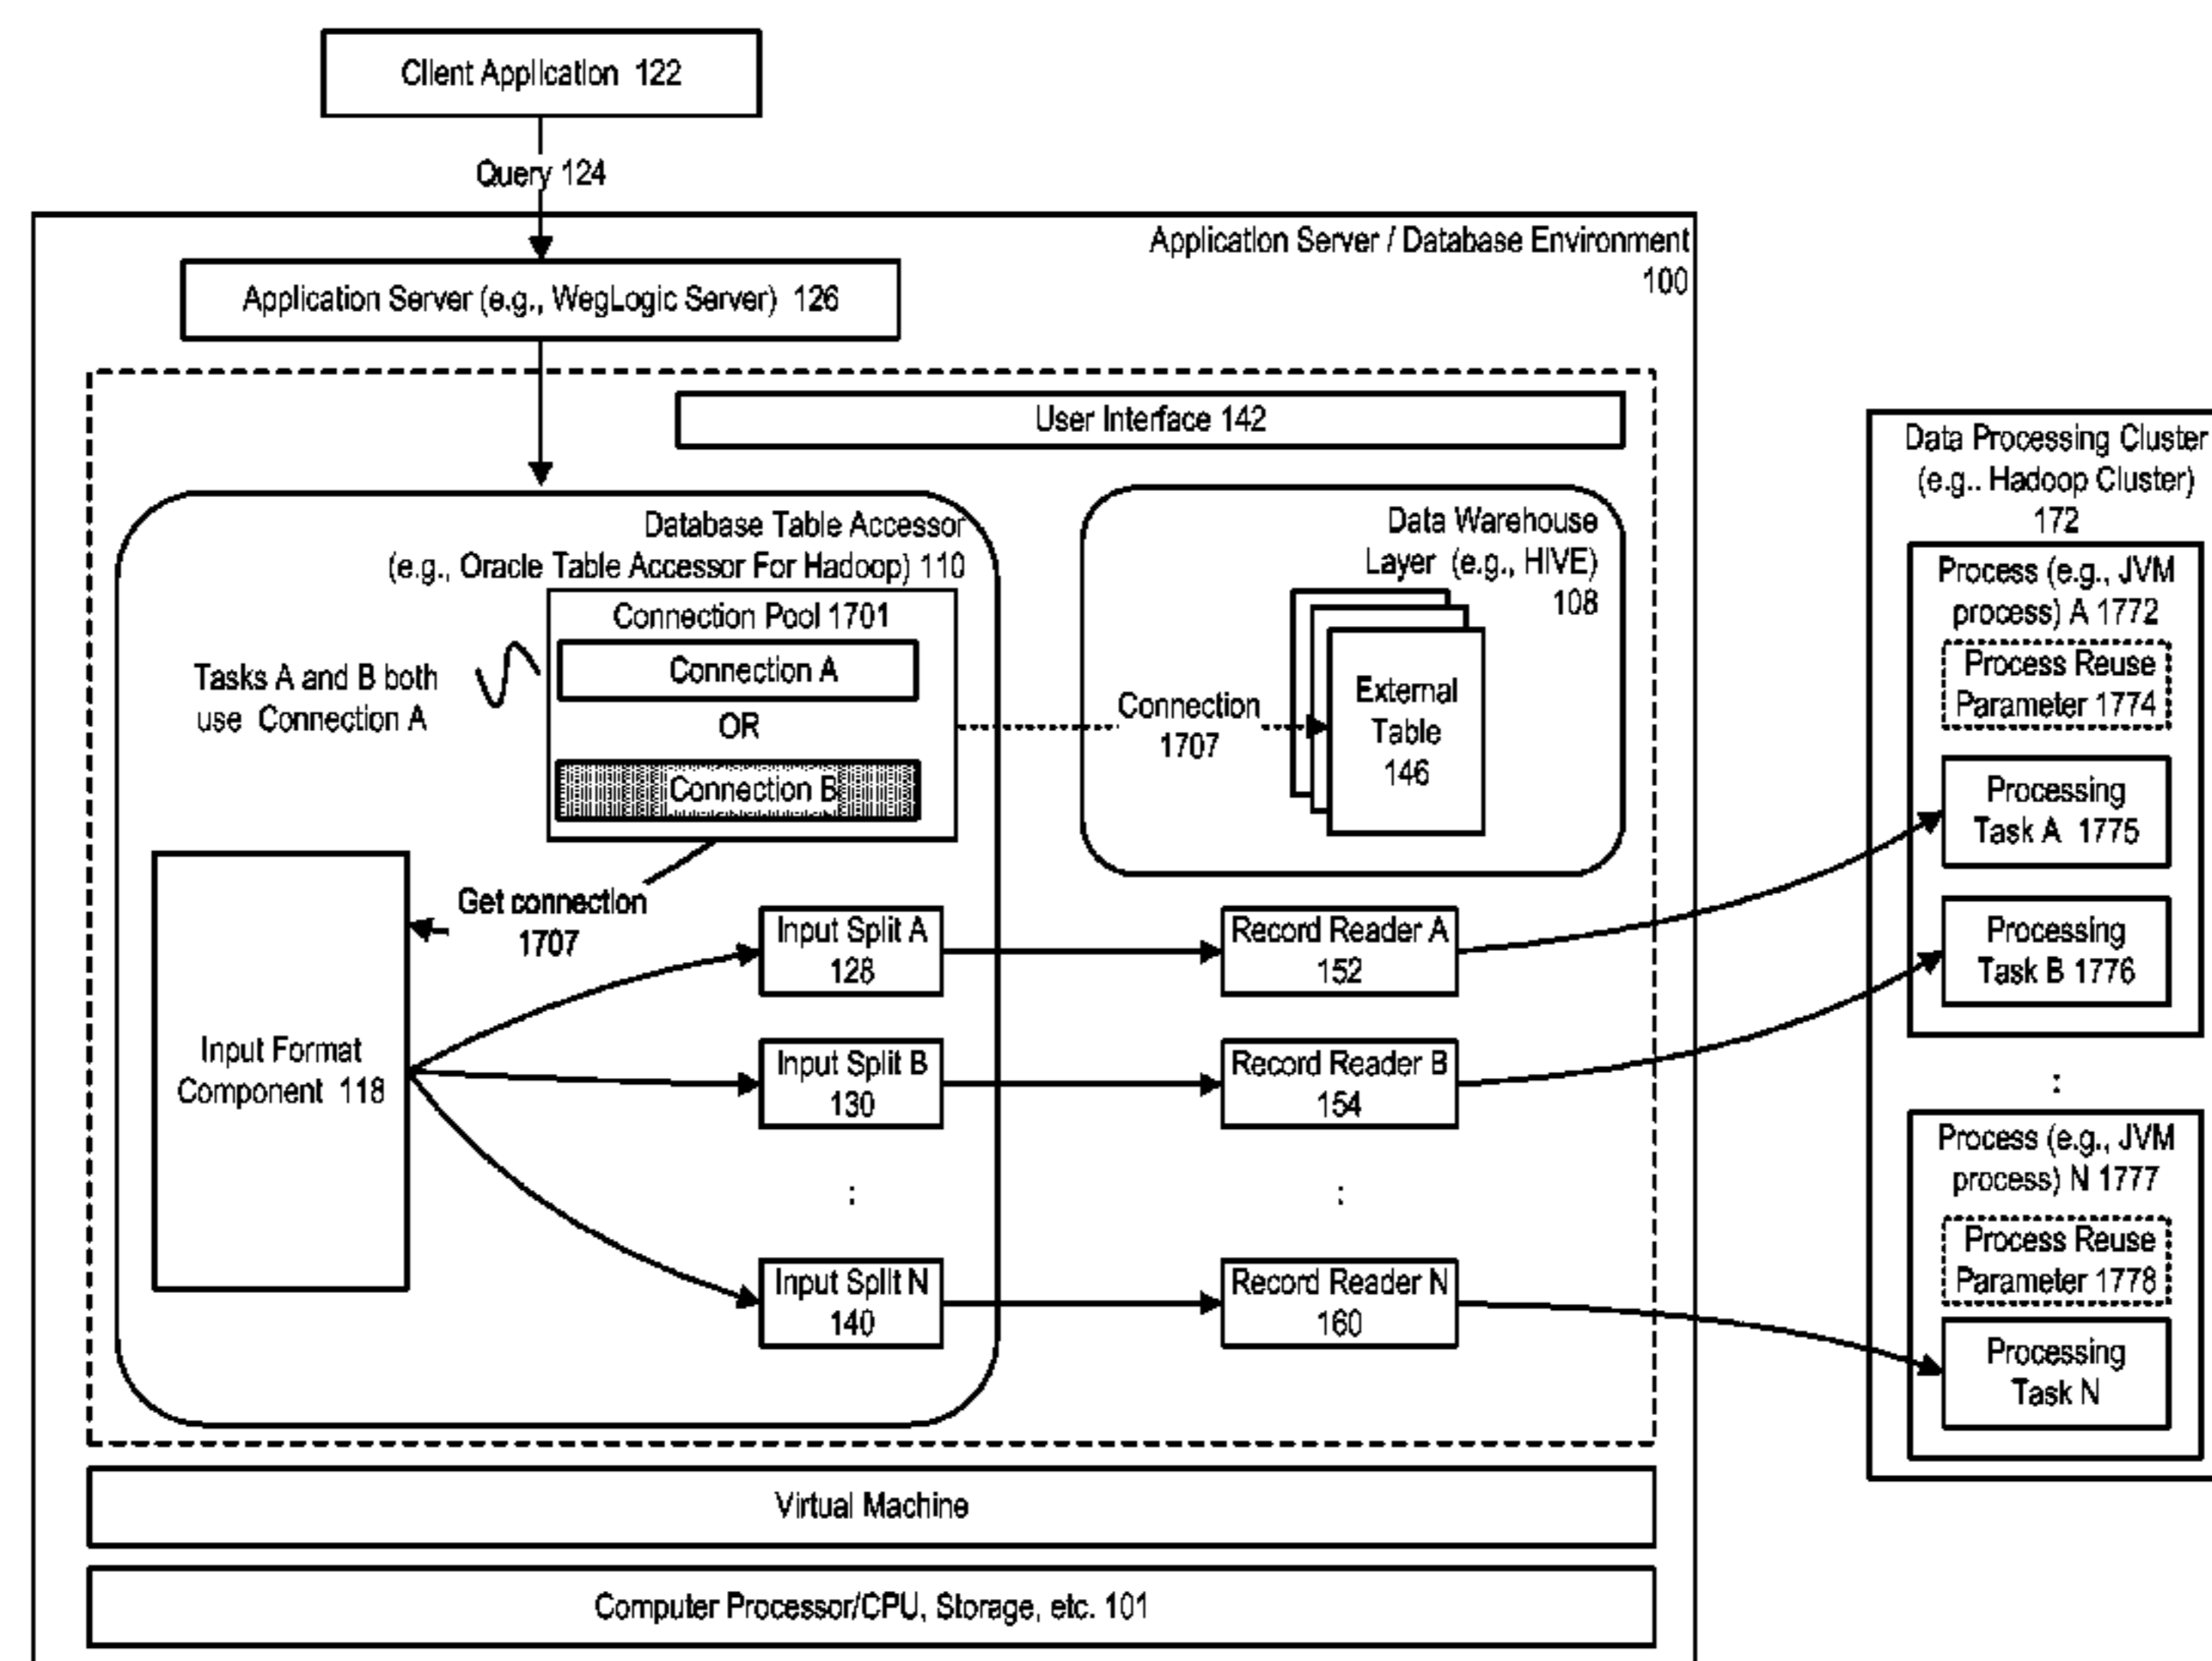 Client Application 122
Query 124
Application Server / Database Environment
100
Application Server (e.g., WegLogic Server) 126
User Interface 142
Database Table Accessor
(e.g., Oracle Table Accessor For Hadoop) 110
Connection Pool 1701
Connection A
OR
Connection B
Tasks A and B both
use Connection A
Get connection
1707
Connection
1707
Data Warehouse
Layer (e.g., HIVE)
108
External
Table
146
Input Format
Component 118
Input Split A
128
Input Split B
130
:
Input Split N
140
Record Reader A
152
Record Reader B
154
:
Record Reader N
160
Data Processing Cluster
(e.g.. Hadoop Cluster)
172
Process (e.g., JVM
process) A 1772
Process Reuse
Parameter 1774
Processing
Task A 1775
Processing
Task B 1776
:
Process (e.g., JVM
process) N 1777
Process Reuse
Parameter 1778
Processing
Task N
Virtual Machine
Computer Processor/CPU, Storage, etc. 101